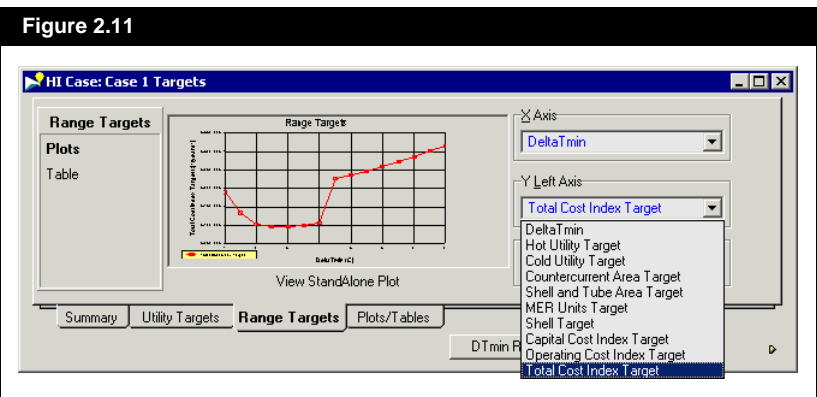 Figure 2.11
HI Case: Case 1 Targets
Range Targets
Plots
Table
Range Targets
DeltaTmin (C)
View StandAlone Plot
X Axis
DeltaTmin
Y Left Axis
Total Cost Index Target
DeltaTmin
Hot Utility Target
Cold Utility Target
Countercurrent Area Target
Shell and Tube Area Target
MER Units Target
Shell Target
Capital Cost Index Target
Operating Cost Index Target
Total Cost Index Target
Summary
Utility Targets
Range Targets
Plots/Tables
DTmin R